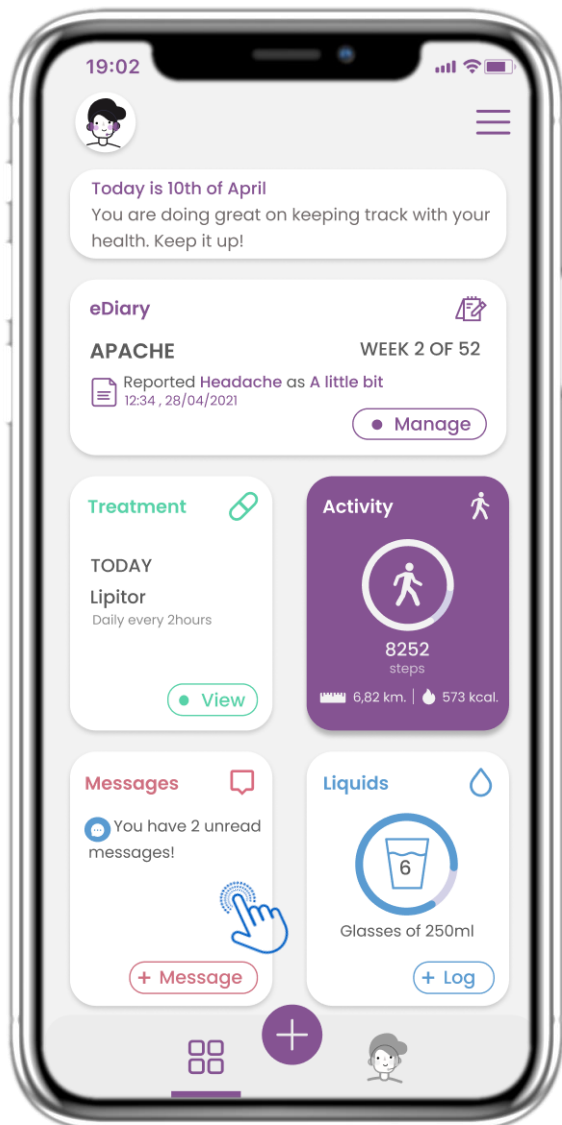 19:02
Today is 10th of April
You are doing great on keeping track with your
health. Keep it up!
eDiary
APACHE
WEEK 2 OF 52
Reported Headache as A little bit
12:34 , 28/04/2021
Manage
Treatment
TODAY
Lipitor
Daily every 2hours
View
Activity
8252
steps
6,82 km.
573 kcal.
Messages
You have 2 unread
messages!
+ Message
Liquids
6
Glasses of 250ml
+ Log